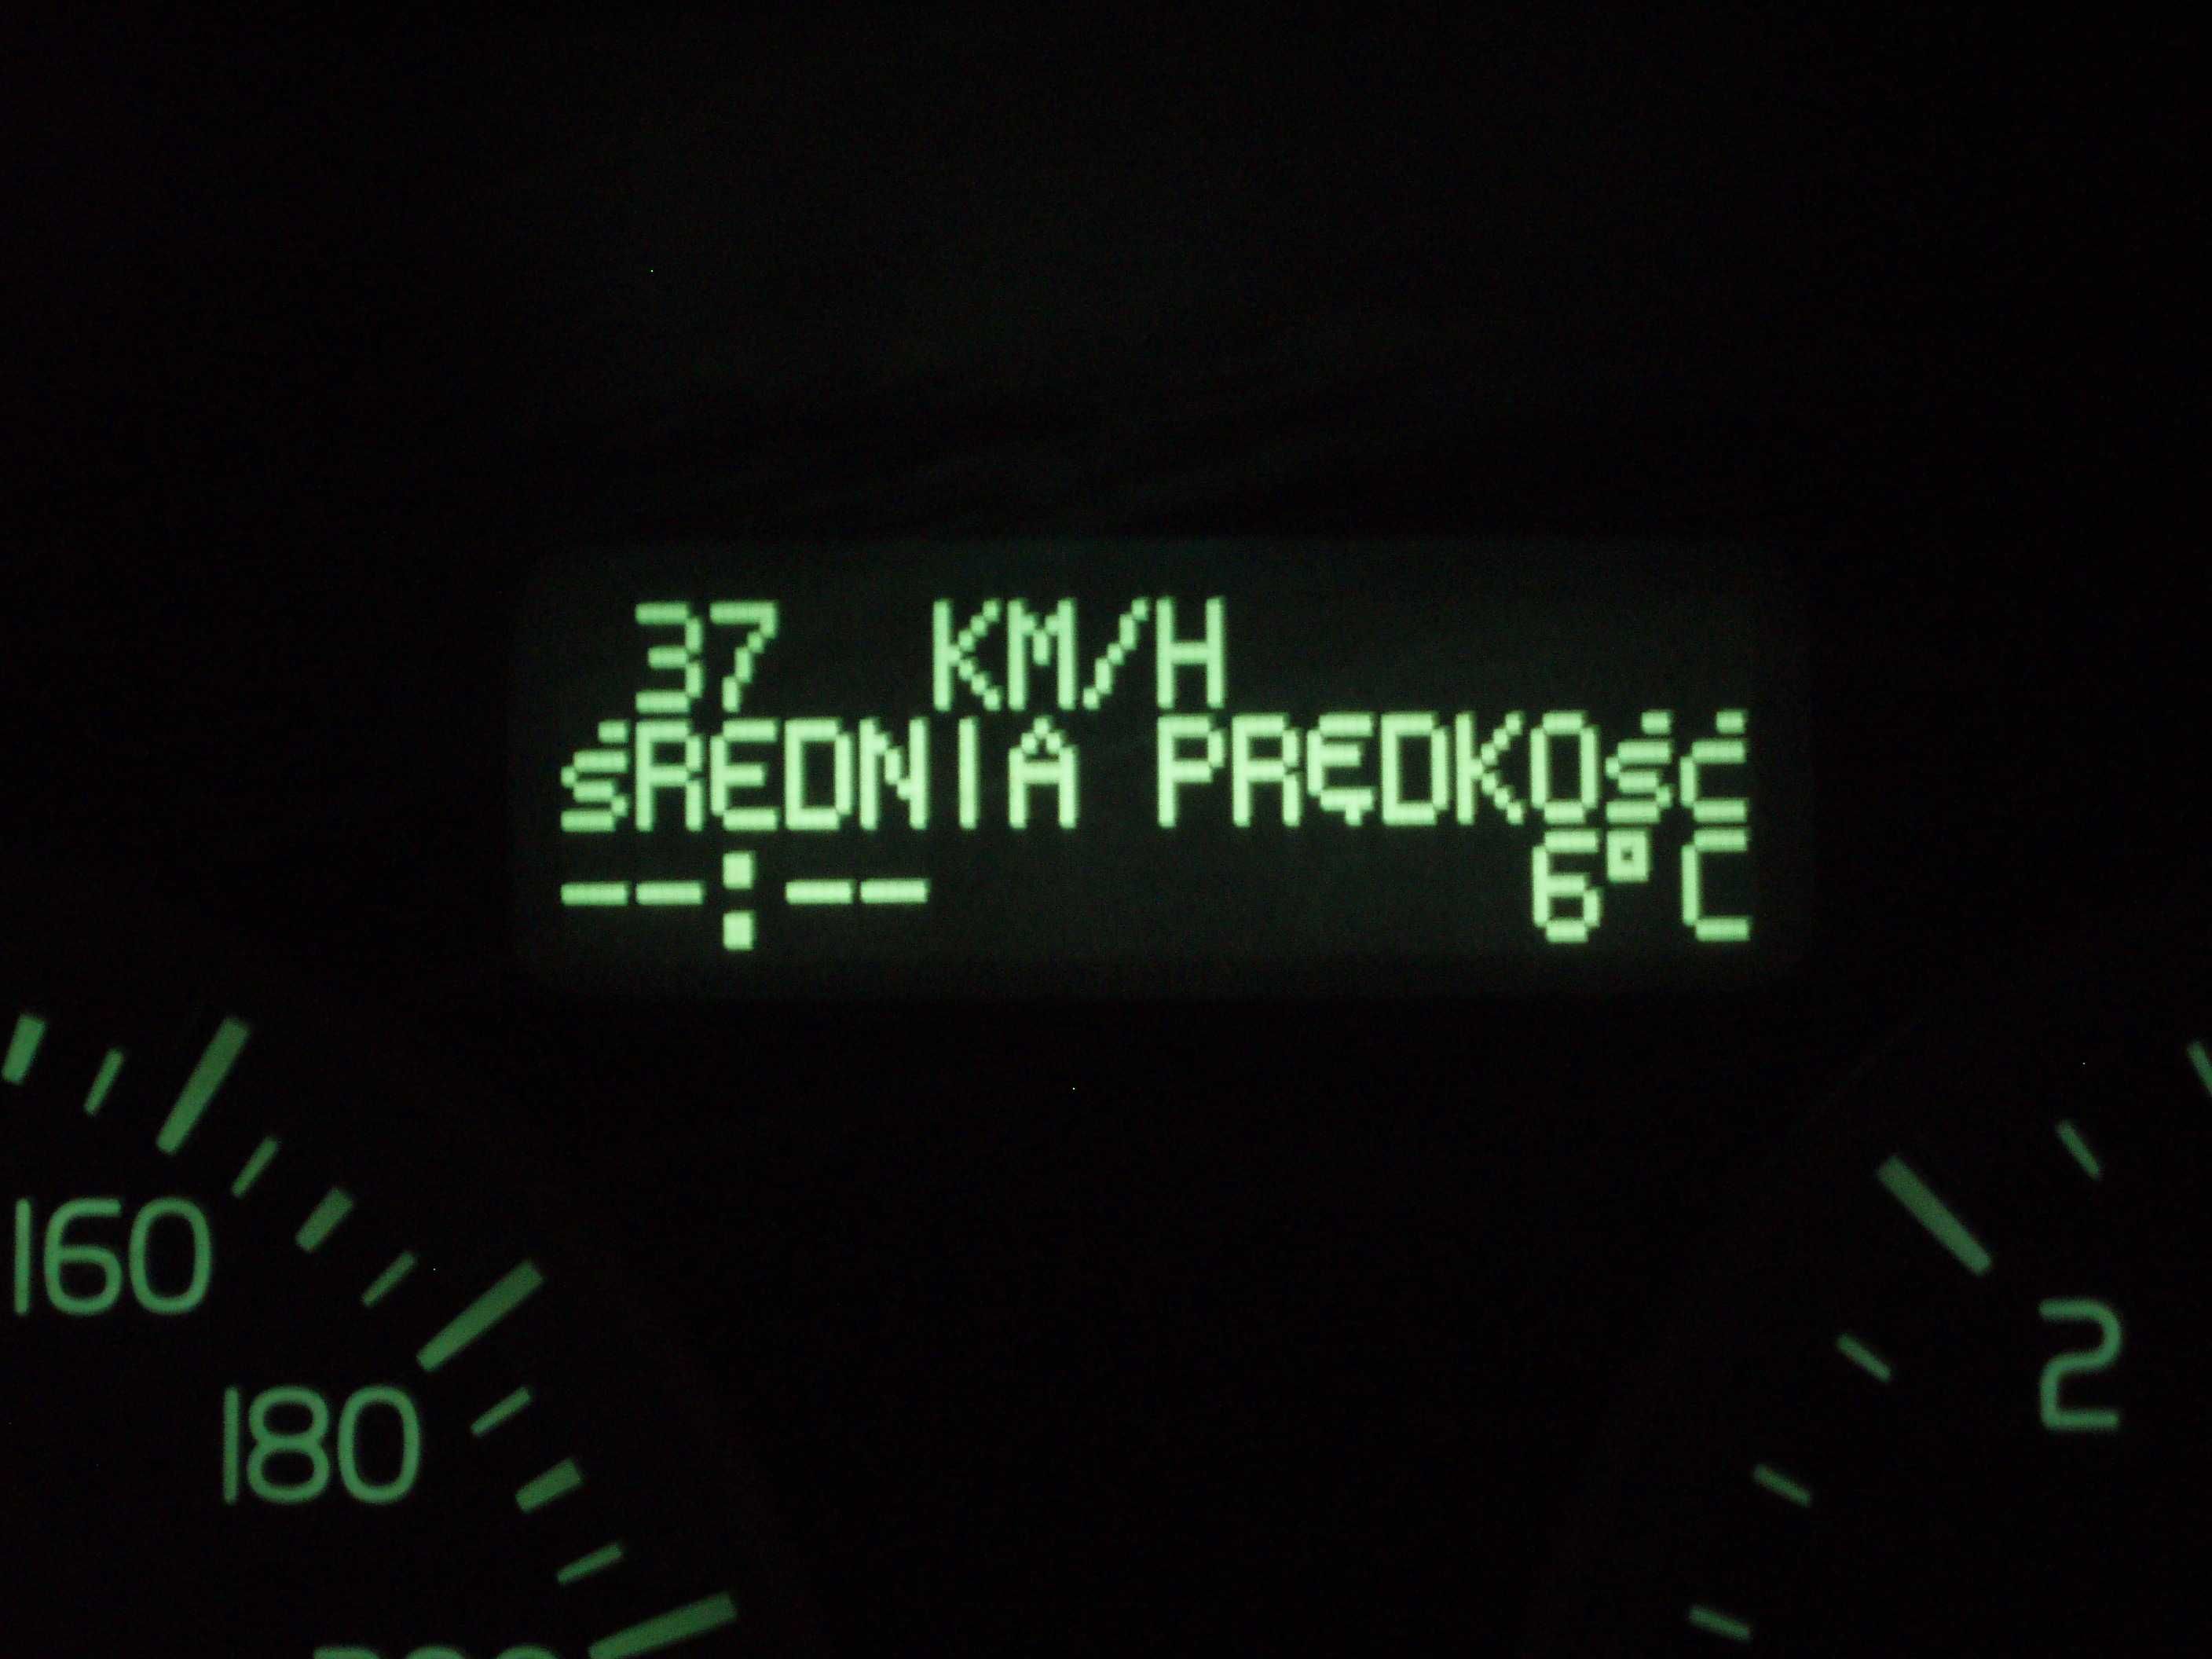 37 KM/H
ŚREDNIA PRĘDKOŚĆ
--:-- 6°C
160
180
2